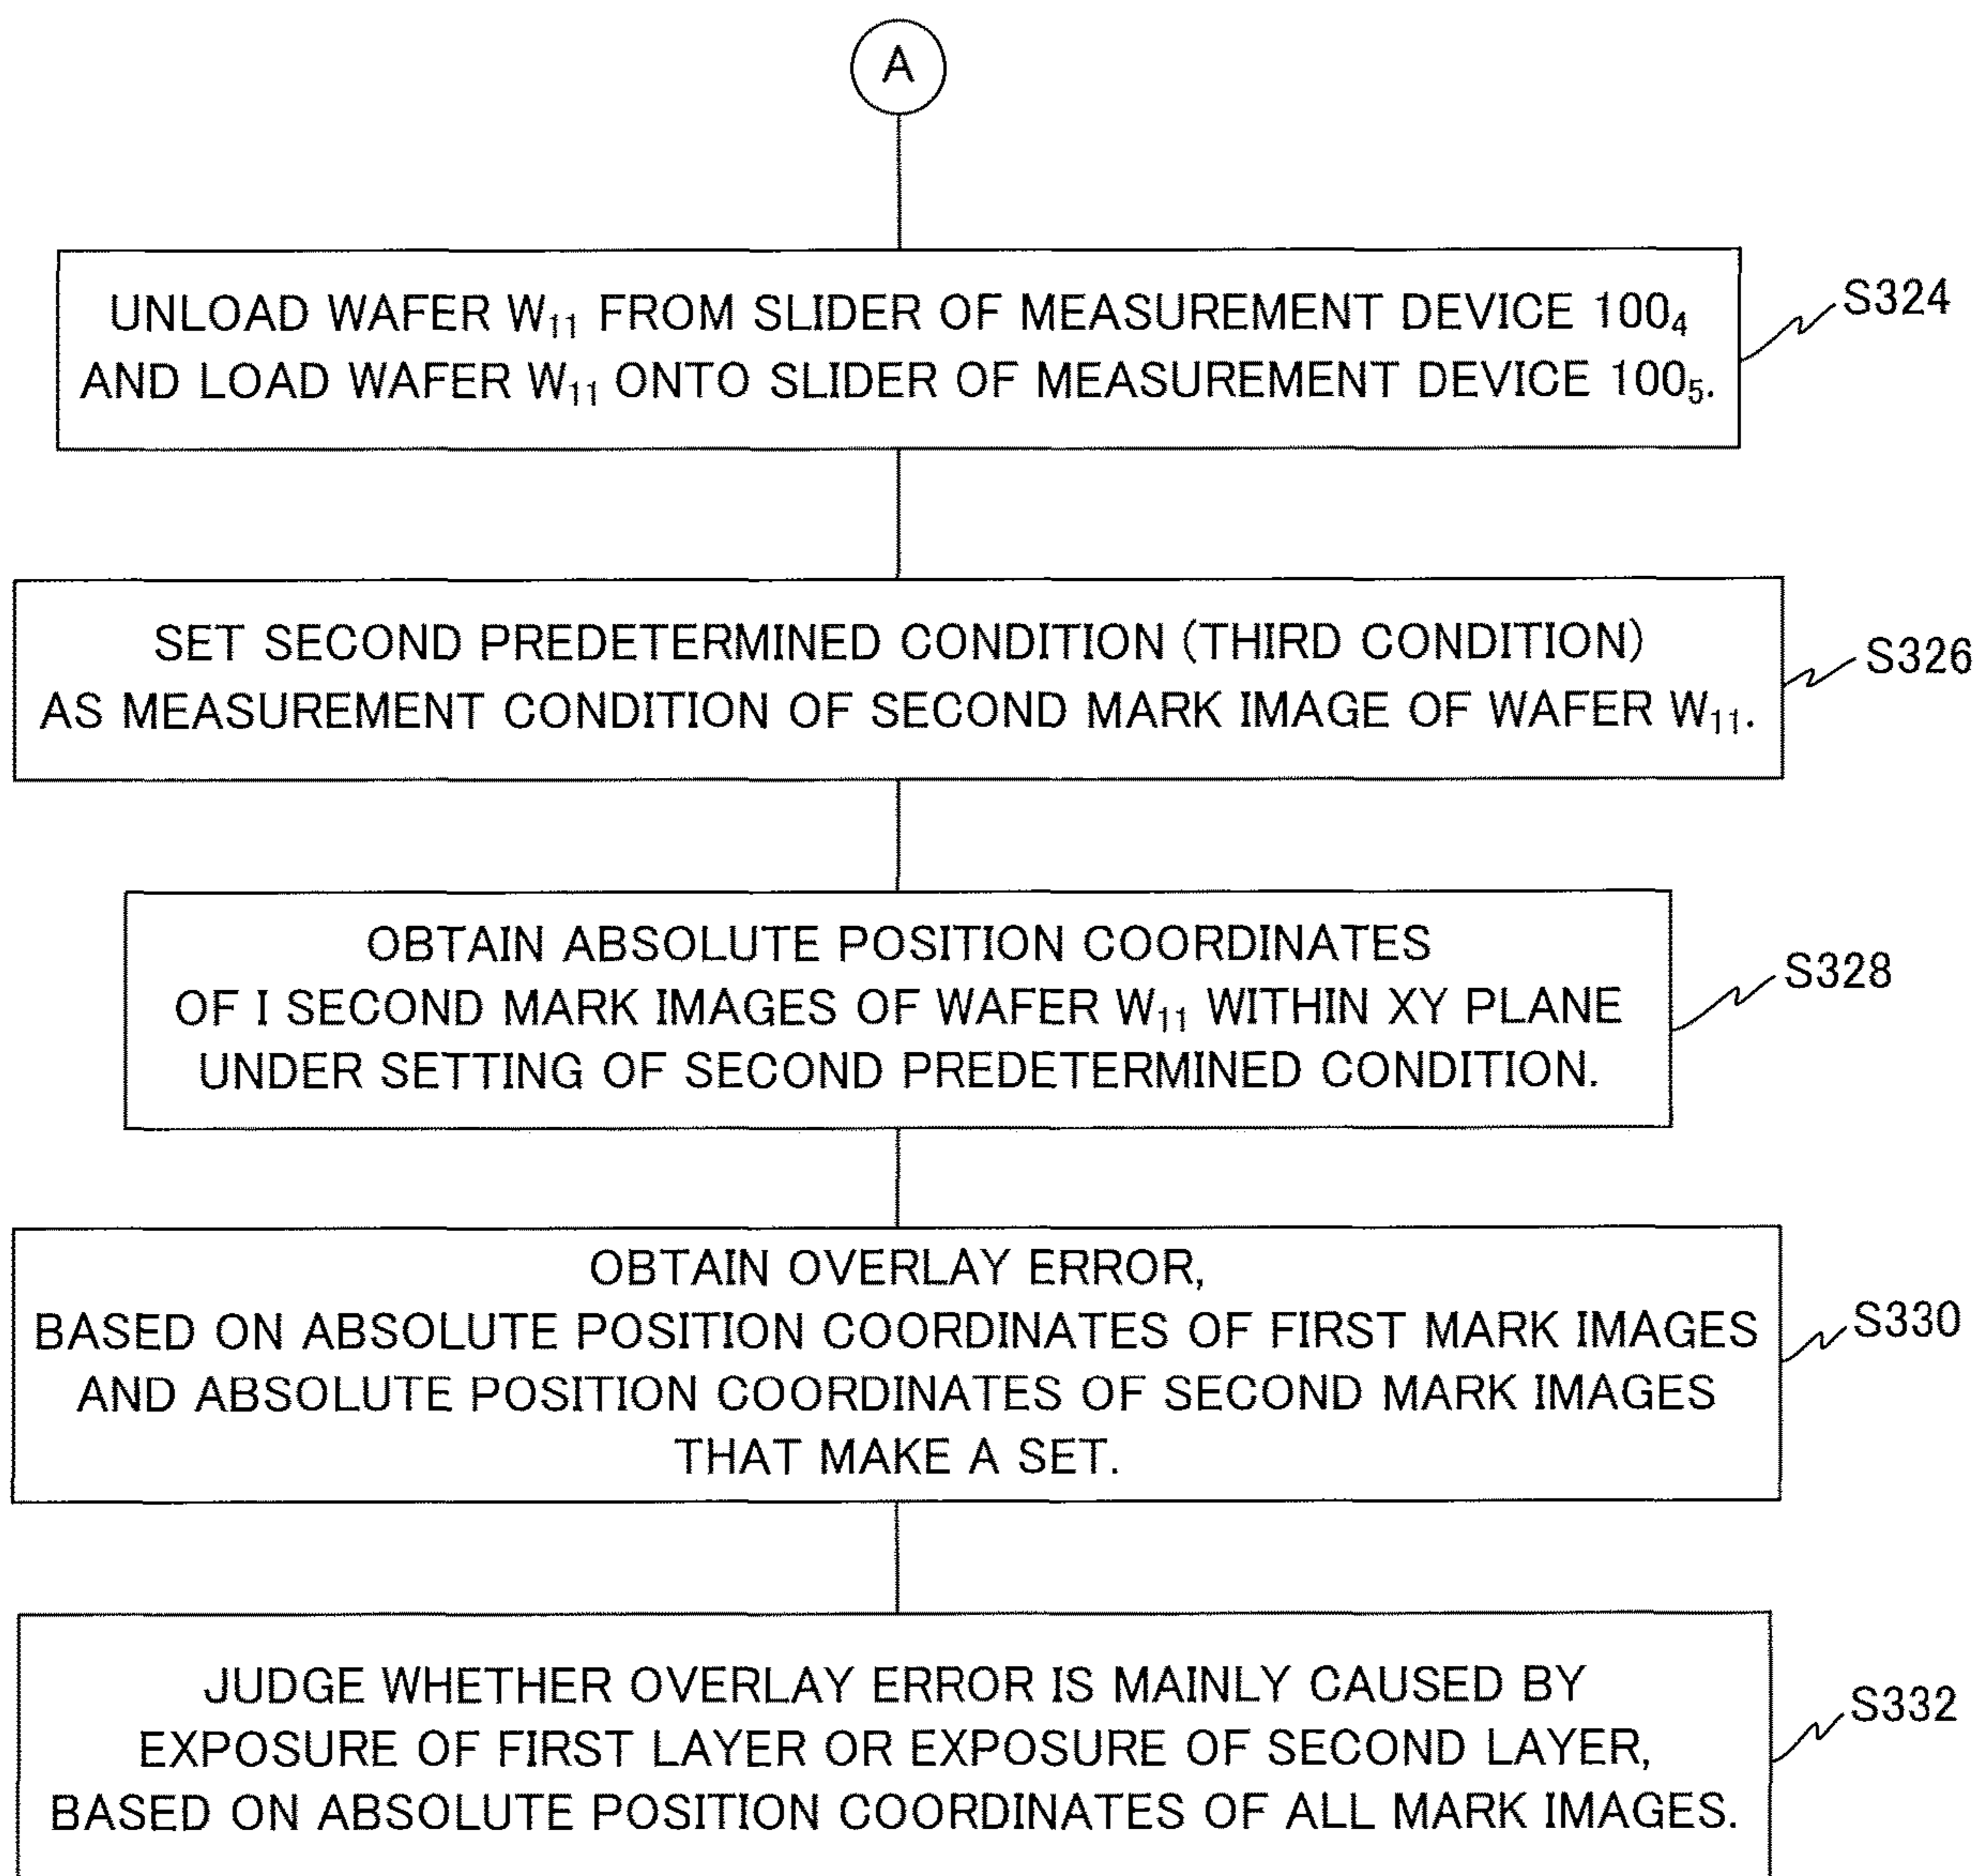 A
UNLOAD WAFER W₁₁ FROM SLIDER OF MEASUREMENT DEVICE 100₄
AND LOAD WAFER W₁₁ ONTO SLIDER OF MEASUREMENT DEVICE 100₅.
S324
SET SECOND PREDETERMINED CONDITION (THIRD CONDITION)
AS MEASUREMENT CONDITION OF SECOND MARK IMAGE OF WAFER W₁₁.
S326
OBTAIN ABSOLUTE POSITION COORDINATES
OF I SECOND MARK IMAGES OF WAFER W₁₁ WITHIN XY PLANE
UNDER SETTING OF SECOND PREDETERMINED CONDITION.
S328
OBTAIN OVERLAY ERROR,
BASED ON ABSOLUTE POSITION COORDINATES OF FIRST MARK IMAGES
AND ABSOLUTE POSITION COORDINATES OF SECOND MARK IMAGES
THAT MAKE A SET.
S330
JUDGE WHETHER OVERLAY ERROR IS MAINLY CAUSED BY
EXPOSURE OF FIRST LAYER OR EXPOSURE OF SECOND LAYER,
BASED ON ABSOLUTE POSITION COORDINATES OF ALL MARK IMAGES.
S332